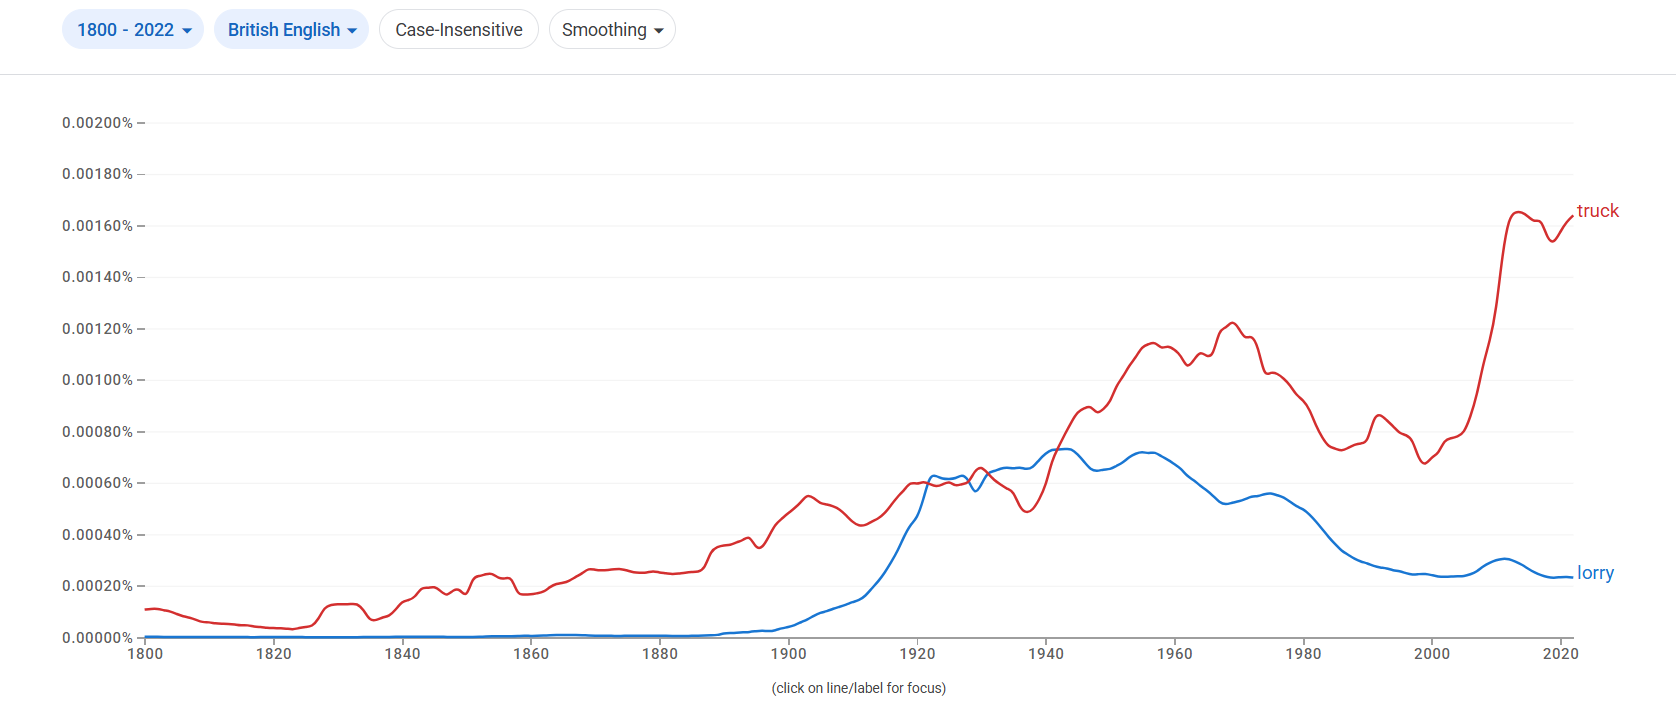 1800 - 2022 British English Case-Insensitive Smoothing
0.00200%
0.00180%
0.00160%
0.00140%
0.00120%
0.00100%
0.00080%
0.00060%
0.00040%
0.00020%
0.00000%
truck
lorry
1800 1820 1840 1860 1880 1900 1920 1940 1960 1980 2000 2020
(click on line/label for focus)